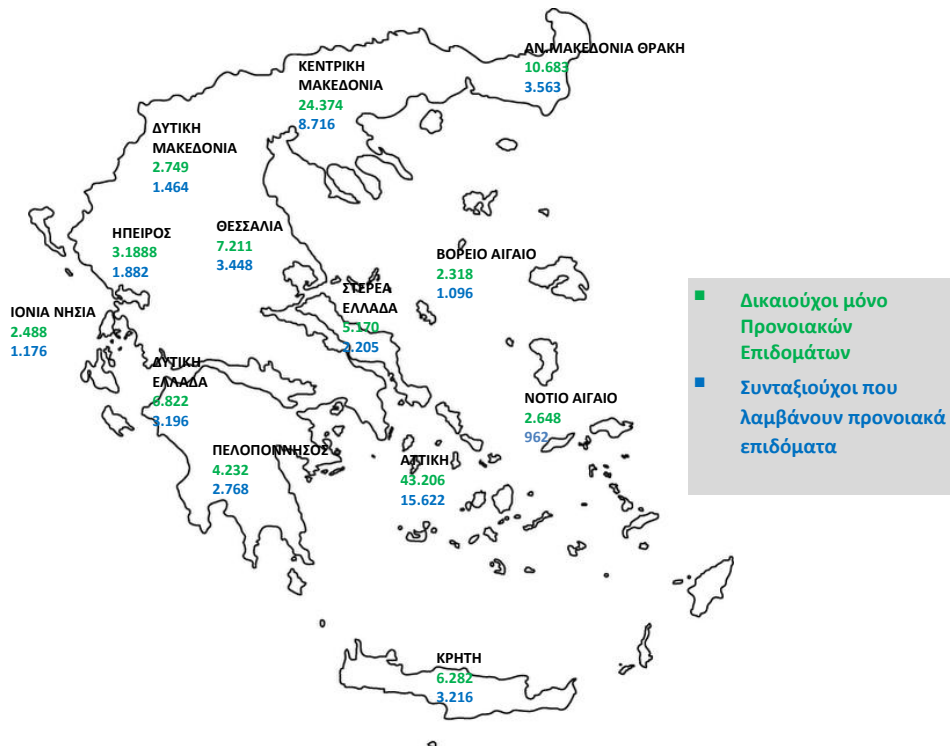 ΑΝ.ΜΑΚΕΔΟΝΙΑ ΘΡΑΚΗ
10.683
3.563
ΚΕΝΤΡΙΚΗ
ΜΑΚΕΔΟΝΙΑ
24.374
8.716
ΔΥΤΙΚΗ
ΜΑΚΕΔΟΝΙΑ
2.749
1.464
ΗΠΕΙΡΟΣ
3.1888
1.882
ΘΕΣΣΑΛΙΑ
7.211
3.448
ΒΟΡΕΙΟ ΑΙΓΑΙΟ
2.318
1.096
ΣΤΕΡΕΑ
ΕΛΛΑΔΑ
5.170
2.205
ΙΟΝΙΑ ΝΗΣΙΑ
2.488
1.176
ΔΥΤΙΚΗ
ΕΛΛΑΔΑ
6.822
3.196
ΝΟΤΙΟ ΑΙΓΑΙΟ
2.648
962
ΠΕΛΟΠΟΝΝΗΣΟΣ
4.232
2.768
ΑΤΤΙΚΗ
43.206
15.622
ΚΡΗΤΗ
6.282
3.216
Δικαιούχοι μόνο
Προνοιακών
Επιδομάτων
Συνταξιούχοι που
λαμβάνουν προνοιακά
επιδόματα